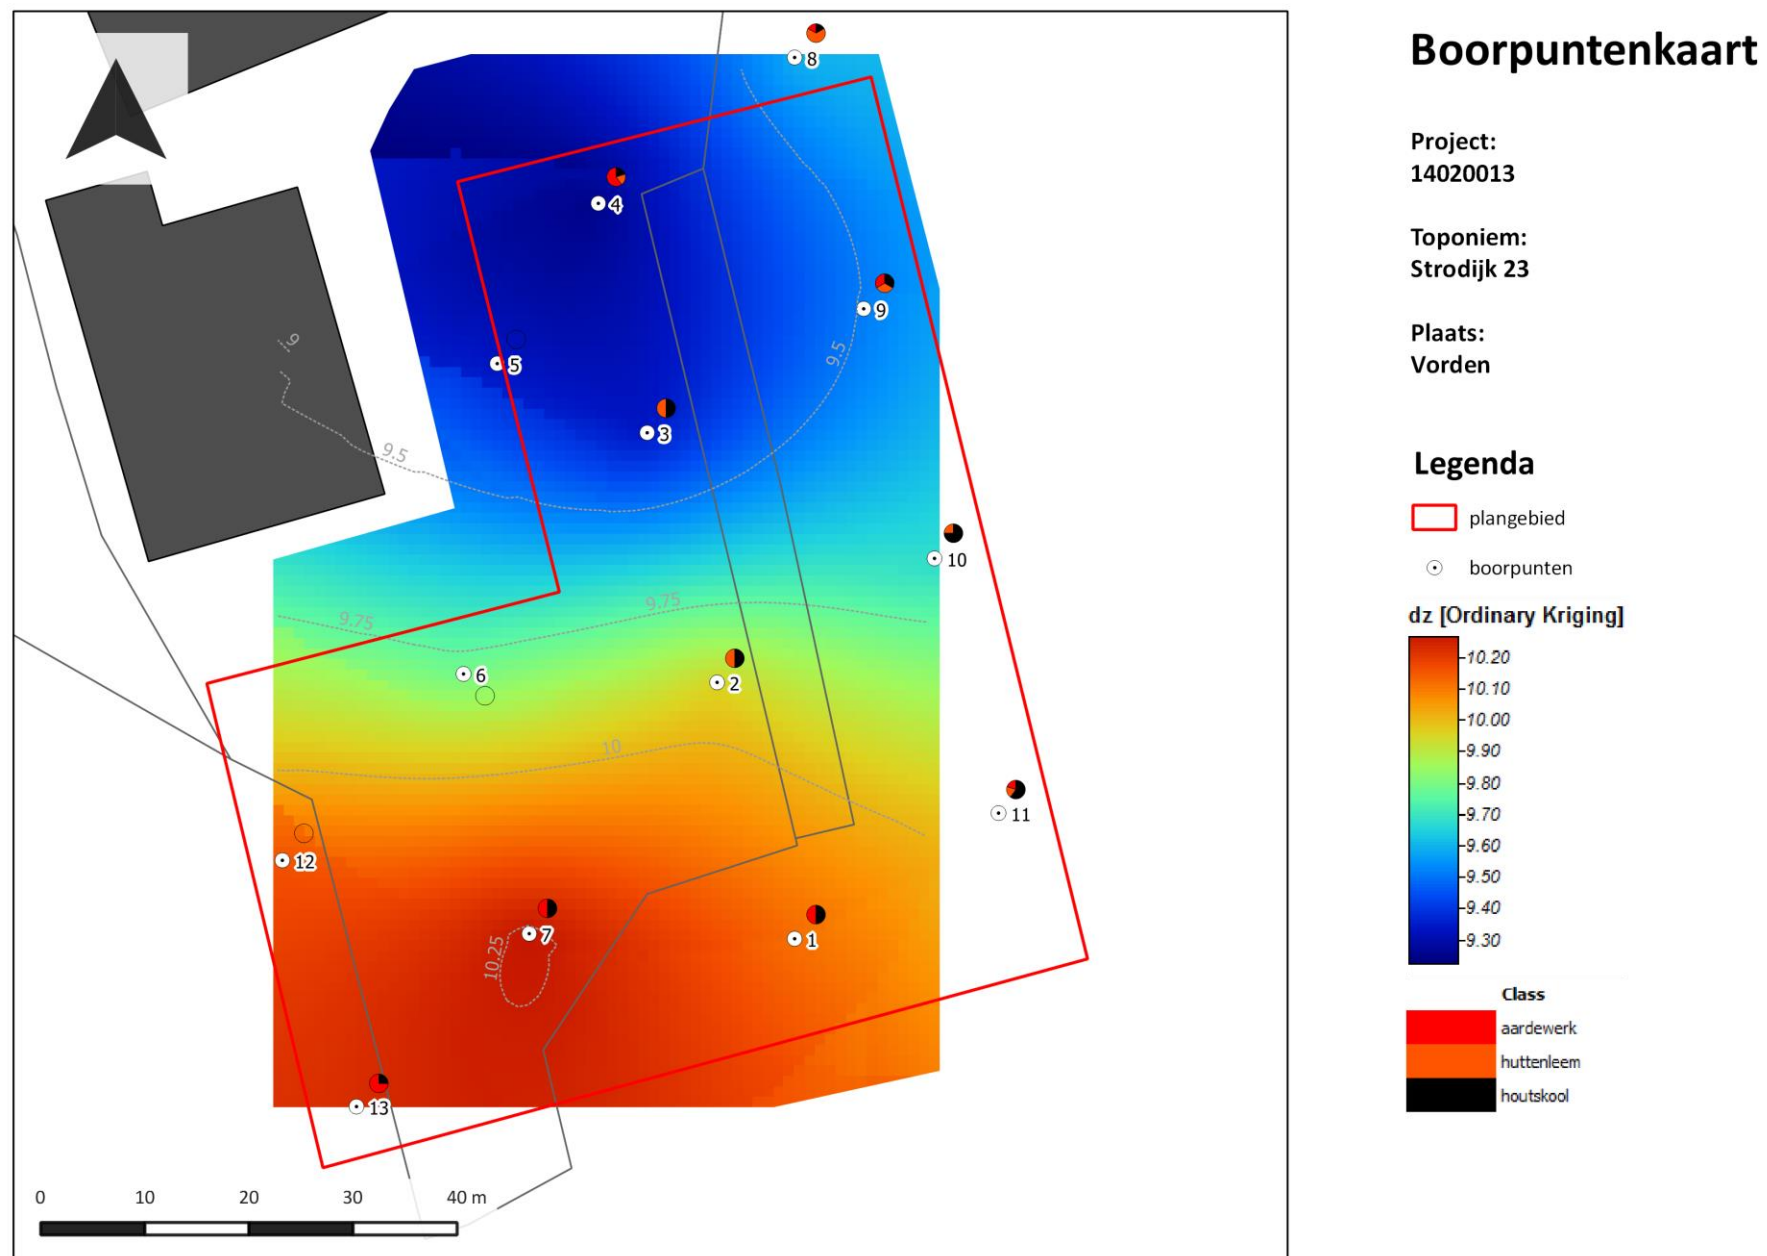 Boorpuntenkaart
Project:
14020013
Toponiem:
Strodijk 23
Plaats:
Vorden
Legenda
plangebied
boorpunten
dz [Ordinary Kriging]
10.20
10.10
10.00
9.90
9.80
9.70
9.60
9.50
9.40
9.30
Class
aardewerk
huttenleem
houtskool
8
4
9
9
5
9.5
3
9.5
10
9.75
9.75
6
2
10
11
12
7
1
10.25
13
0 10 20 30 40 m